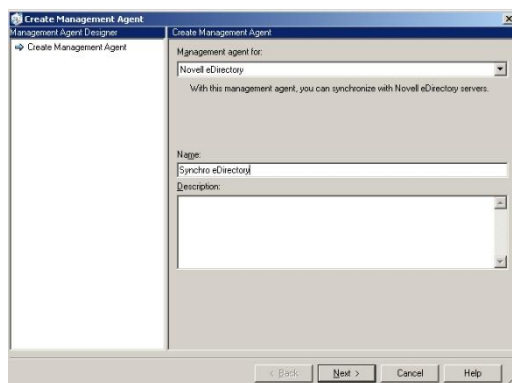 Create Management Agent
Management Agent Designer
Create Management Agent
Create Management Agent
Management agent for:
Novell eDirectory
With this management agent, you can synchronize with Novell eDirectory servers.
Name:
Synchro eDirectory
Description:
< Back
Next >
Cancel
Help